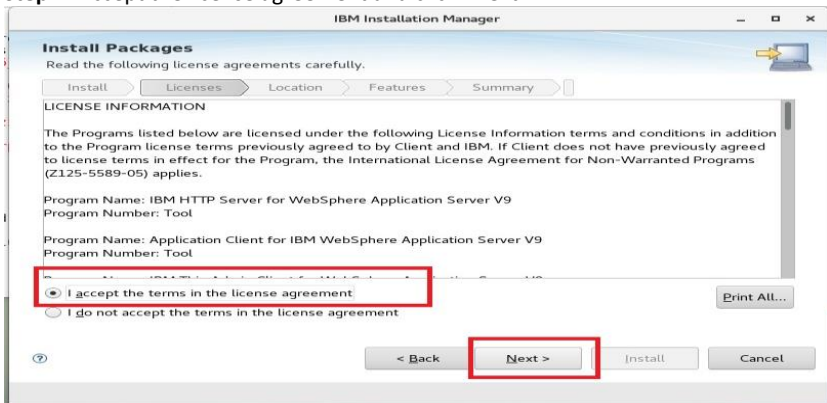 IBM Installation Manager
Install Packages
Read the following license agreements carefully.
Install Licenses Location Features Summary
LICENSE INFORMATION
The Programs listed below are licensed under the following License Information terms and conditions in addition
to the Program license terms previously agreed to by Client and IBM. If Client does not have previously agreed
to license terms in effect for the Program, the International License Agreement for Non-Warranted Programs
(Z125-5589-05) applies.
Program Name: IBM HTTP Server for WebSphere Application Server V9
Program Number: Tool
Program Name: Application Client for IBM WebSphere Application Server V9
Program Number: Tool
I accept the terms in the license agreement
I do not accept the terms in the license agreement
Print All...
< Back Next > Install Cancel